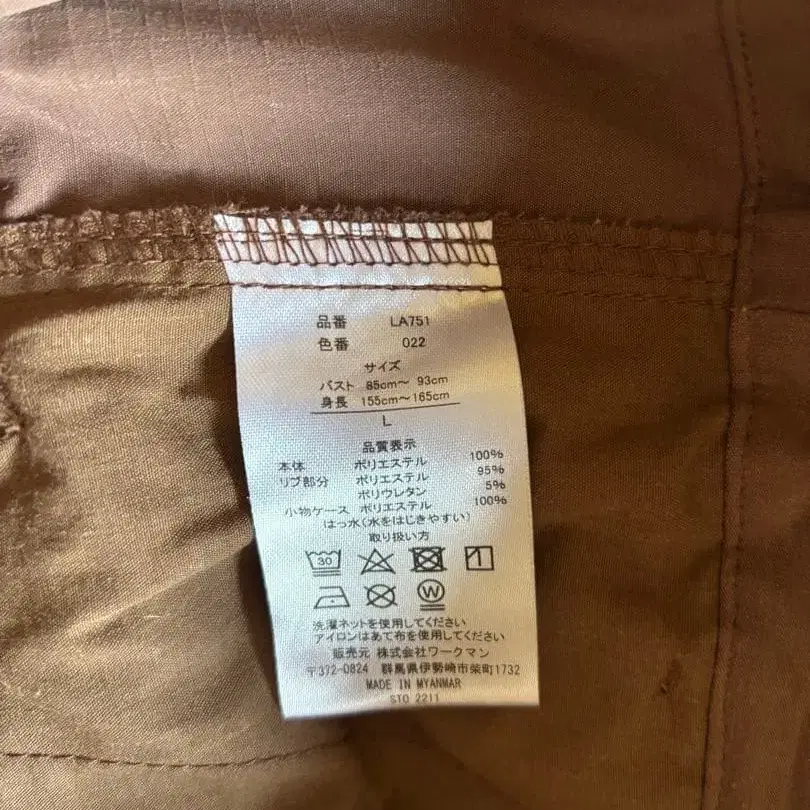 品番 LA751
色番 022
サイズ
バスト 85cm～ 93cm
身長 155cm～165cm
L
品質表示
本体 ポリエステル 100%
リブ部分 ポリエステル 95%
ポリウレタン 5%
小物ケース ポリエステル 100%
はっ水(水をはじきやすい)
取り扱い方
30
W
洗濯ネットを使用してください
アイロンはあて布を使用してください
販売元 株式会社ワークマン
〒372-0824 群馬県伊勢崎市柴町1732
MADE IN MYANMAR
STO 2211